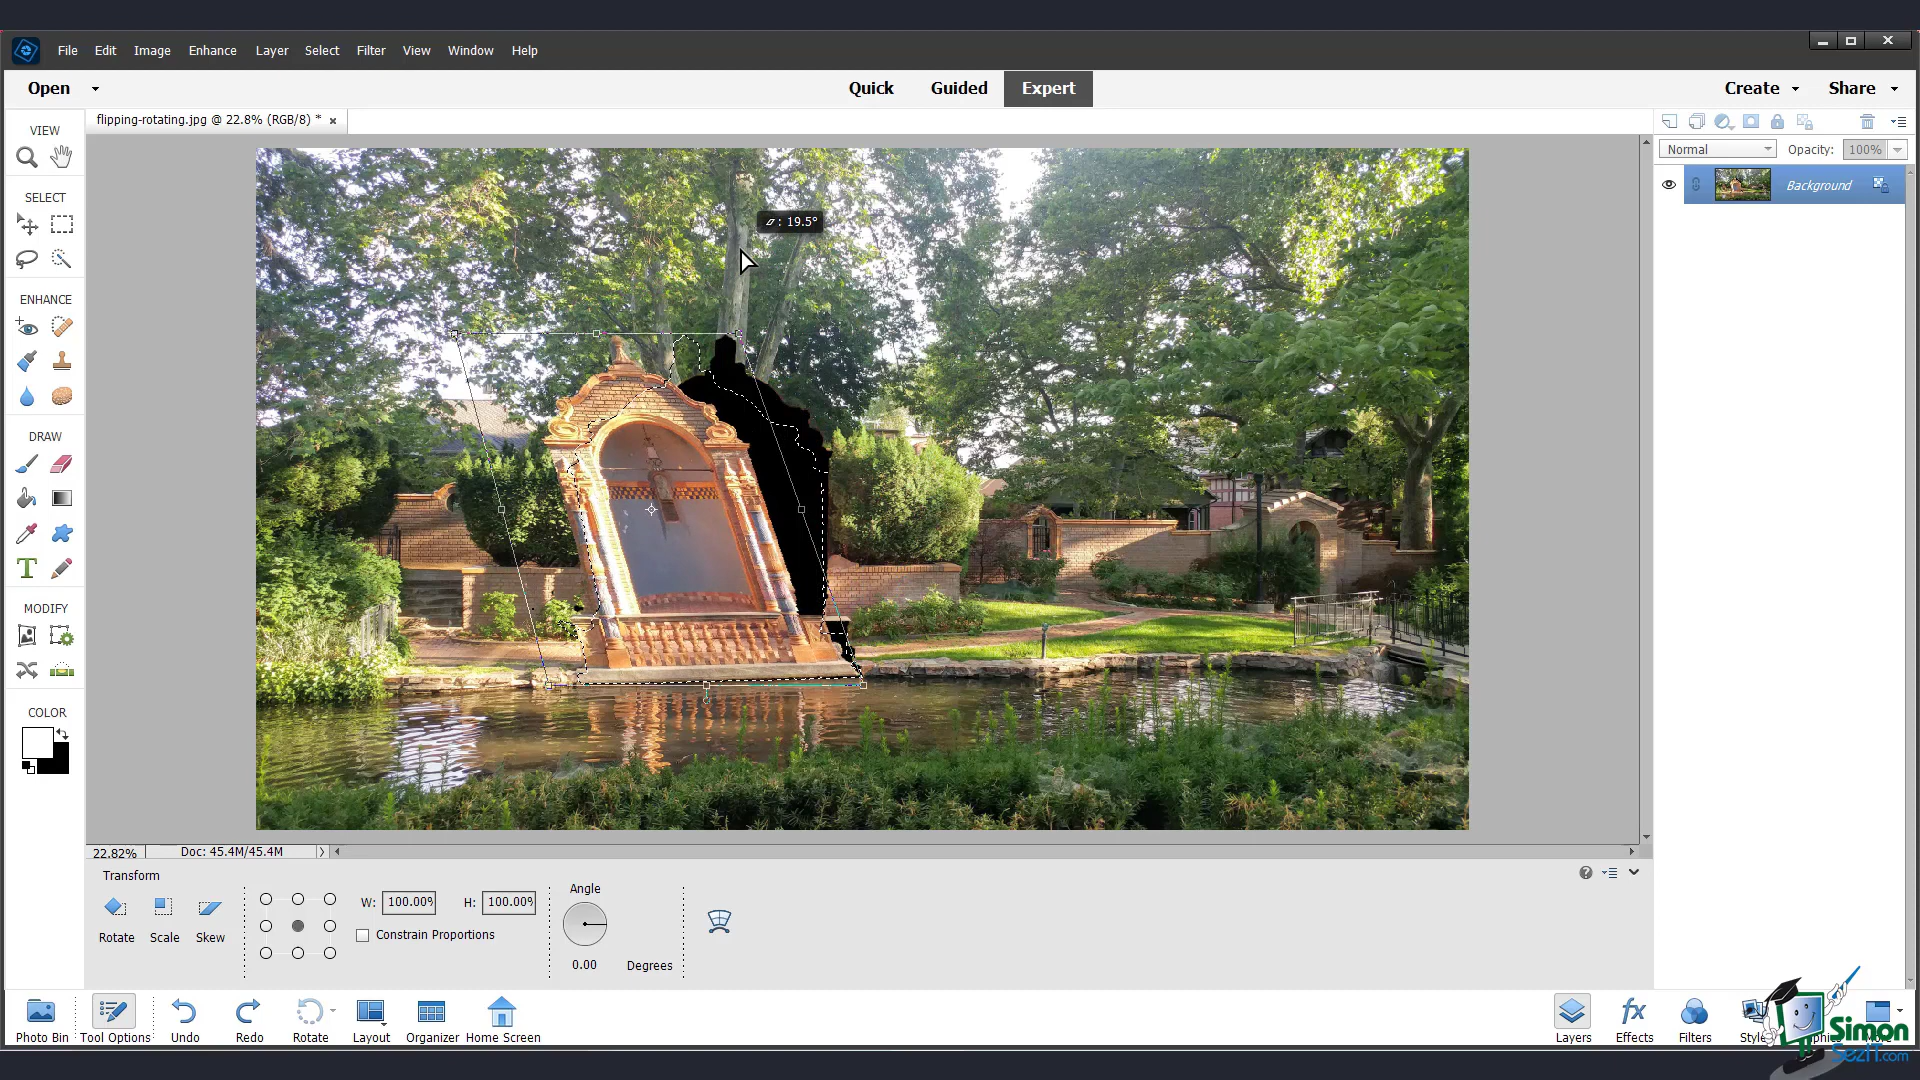 File Edit Image Enhance Layer Select Filter View Window Help
Open Quick Guided Expert Create Share
flipping-rotating.jpg @ 22.8% (RGB/8) * ×
VIEW
SELECT
ENHANCE
DRAW
T
MODIFY
COLOR
: 19.5°
Normal Opacity: 100%
Background
22.82% Doc: 45.4M/45.4M
Transform
Rotate Scale Skew
W: 100.00% H: 100.00%
Constrain Proportions
Angle
0.00 Degrees
Photo Bin Tool Options Undo Redo Rotate Layout Organizer Home Screen
fx
Layers Effects Filters
Simon
SezIT.com